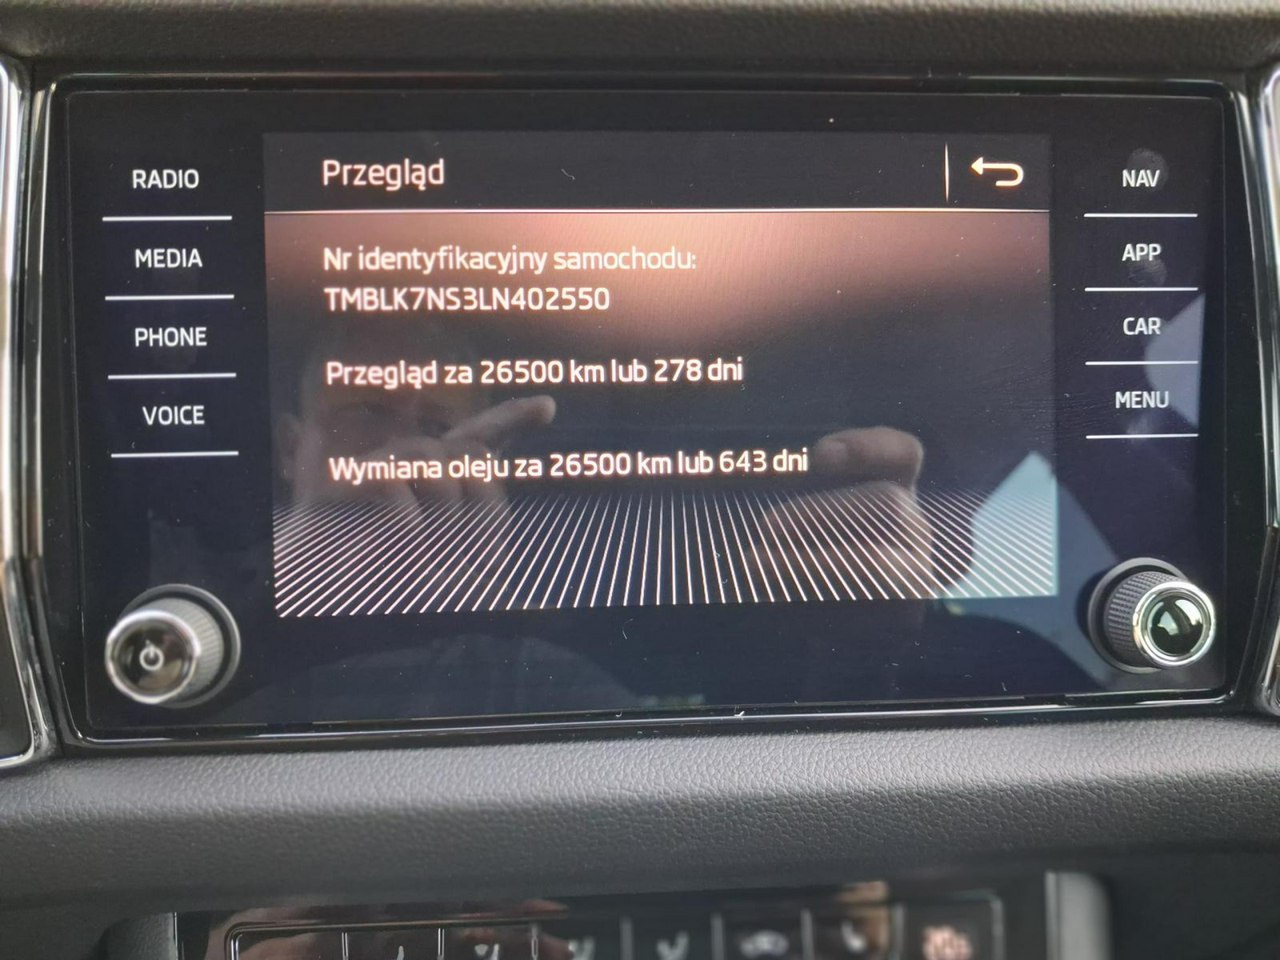 RADIO
MEDIA
PHONE
VOICE
Przegląd
Nr identyfikacyjny samochodu:
TMBLK7NS3LN402550
Przegląd za 26500 km lub 278 dni
Wymiana oleju za 26500 km lub 643 dni
NAV
APP
CAR
MENU